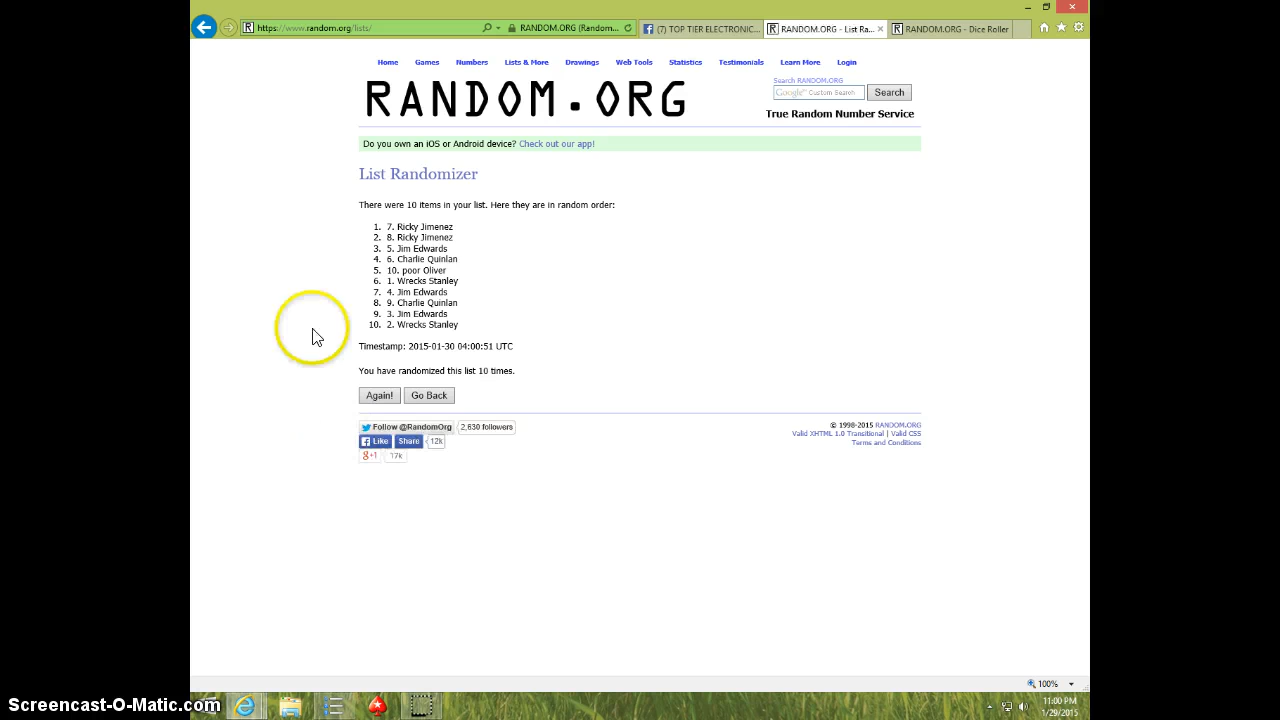 https://www.random.org/lists/
RANDOM.ORG (Random...
(7) TOP TIER ELECTRONIC...
RANDOM.ORG - List Ra...
RANDOM.ORG - Dice Roller
Home Games Numbers Lists & More Drawings Web Tools Statistics Testimonials Learn More Login
RANDOM.ORG
Search RANDOM.ORG
Google™ Custom Search
Search
True Random Number Service
Do you own an iOS or Android device? Check out our app!
List Randomizer
There were 10 items in your list. Here they are in random order:
1. 7. Ricky Jimenez
2. 8. Ricky Jimenez
3. 5. Jim Edwards
4. 6. Charlie Quinlan
5. 10. poor Oliver
6. 1. Wrecks Stanley
7. 4. Jim Edwards
8. 9. Charlie Quinlan
9. 3. Jim Edwards
10. 2. Wrecks Stanley
Timestamp: 2015-01-30 04:00:51 UTC
You have randomized this list 10 times.
Again! Go Back
Follow @RandomOrg 2,630 followers
Like Share 12k
g+1 17k
© 1998-2015 RANDOM.ORG
Valid XHTML 1.0 Transitional | Valid CSS
Terms and Conditions
100%
Screencast-O-Matic.com
11:00 PM
1/29/2015